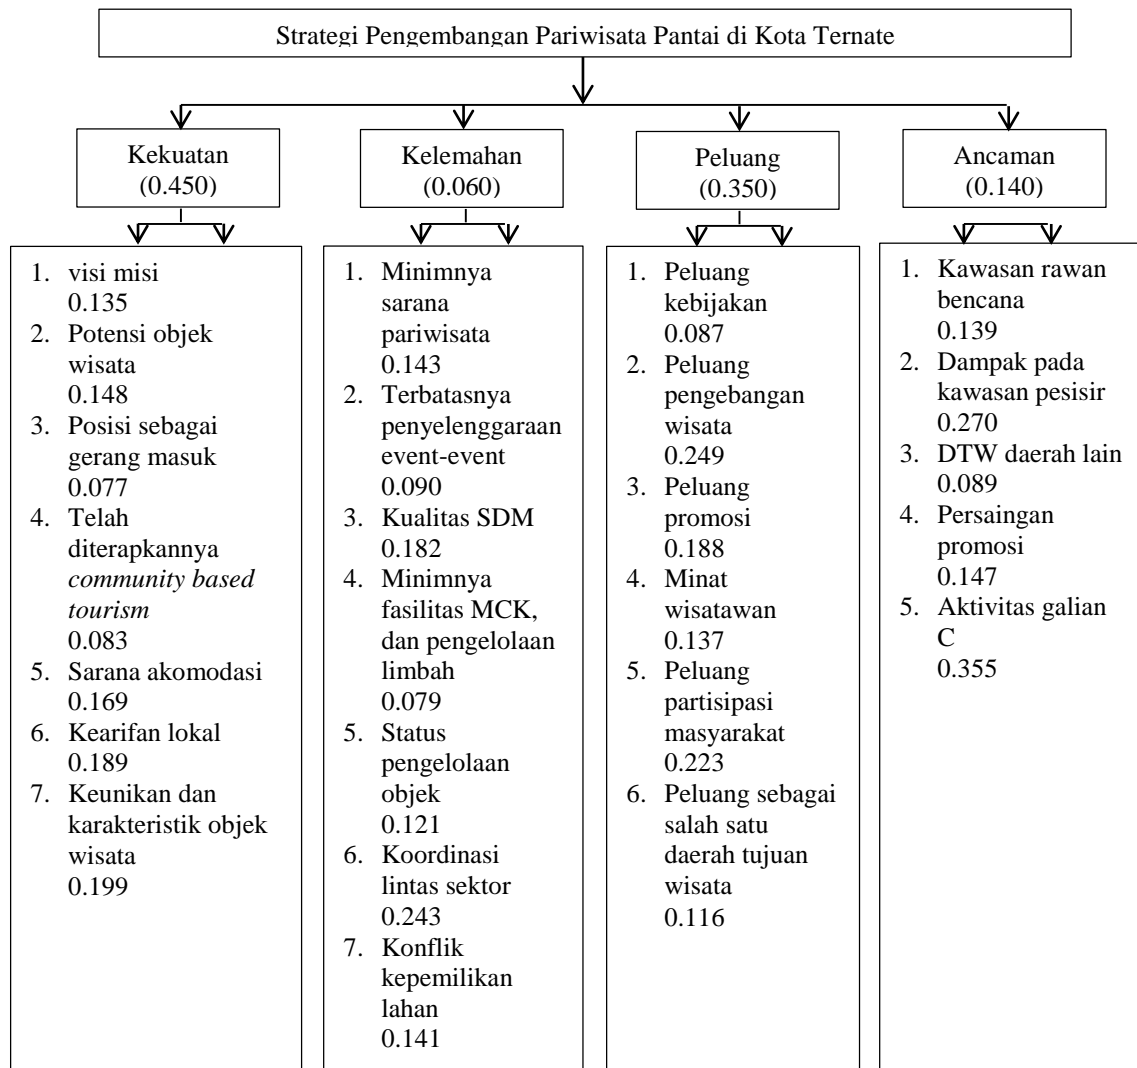 Strategi Pengembangan Pariwisata Pantai di Kota Ternate
Kekuatan
(0.450)
Kelemahan
(0.060)
Peluang
(0.350)
Ancaman
(0.140)
1. visi misi
0.135
2. Potensi objek
wisata
0.148
3. Posisi sebagai
gerang masuk
0.077
4. Telah
diterapkannya
community based
tourism
0.083
5. Sarana akomodasi
0.169
6. Kearifan lokal
0.189
7. Keunikan dan
karakteristik objek
wisata
0.199
1. Minimnya
sarana
pariwisata
0.143
2. Terbatasnya
penyelenggaraan
event-event
0.090
3. Kualitas SDM
0.182
4. Minimnya
fasilitas MCK,
dan pengelolaan
limbah
0.079
5. Status
pengelolaan
objek
0.121
6. Koordinasi
lintas sektor
0.243
7. Konflik
kepemilikan
lahan
0.141
1. Peluang
kebijakan
0.087
2. Peluang
pengebangan
wisata
0.249
3. Peluang
promosi
0.188
4. Minat
wisatawan
0.137
5. Peluang
partisipasi
masyarakat
0.223
6. Peluang sebagai
salah satu
daerah tujuan
wisata
0.116
1. Kawasan rawan
bencana
0.139
2. Dampak pada
kawasan pesisir
0.270
3. DTW daerah lain
0.089
4. Persaingan
promosi
0.147
5. Aktivitas galian
C
0.355